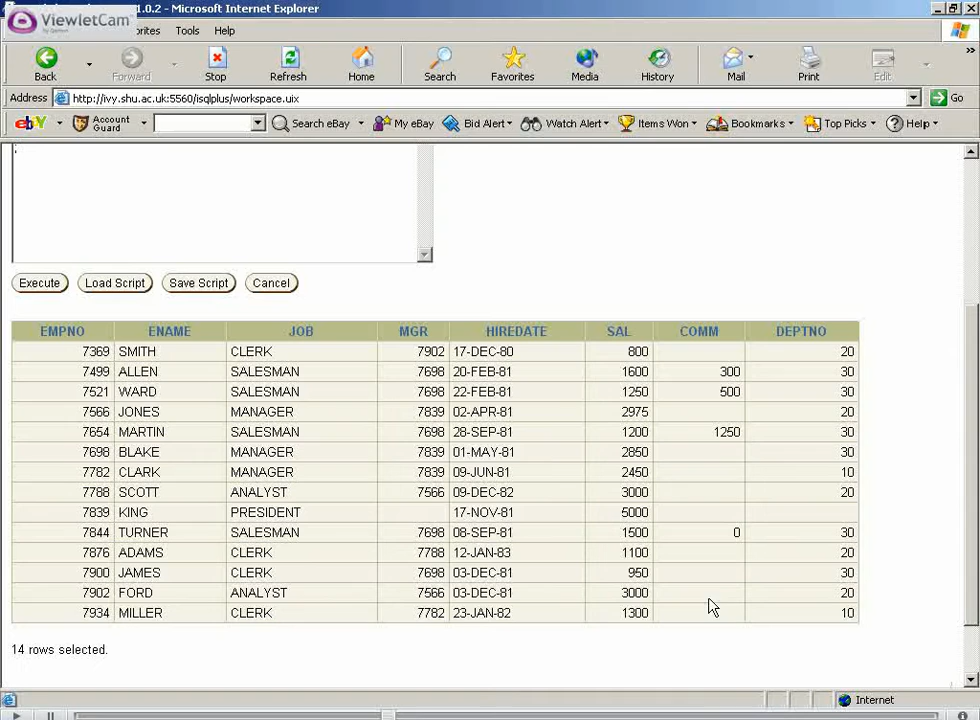 1.0.2 - Microsoft Internet Explorer
ViewletCam
orites Tools Help
Back Forward Stop Refresh Home Search Favorites Media History Mail Print Edit
Address http://ivy.shu.ac.uk:5560/isqlplus/workspace.uix Go
eBY Account Guard Search eBay My eBay Bid Alert Watch Alert Items Won Bookmarks Top Picks Help
;
Execute Load Script Save Script Cancel
EMPNO ENAME JOB MGR HIREDATE SAL COMM DEPTNO
7369 SMITH CLERK 7902 17-DEC-80 800 20
7499 ALLEN SALESMAN 7698 20-FEB-81 1600 300 30
7521 WARD SALESMAN 7698 22-FEB-81 1250 500 30
7566 JONES MANAGER 7839 02-APR-81 2975 20
7654 MARTIN SALESMAN 7698 28-SEP-81 1200 1250 30
7698 BLAKE MANAGER 7839 01-MAY-81 2850 30
7782 CLARK MANAGER 7839 09-JUN-81 2450 10
7788 SCOTT ANALYST 7566 09-DEC-82 3000 20
7839 KING PRESIDENT 17-NOV-81 5000
7844 TURNER SALESMAN 7698 08-SEP-81 1500 0 30
7876 ADAMS CLERK 7788 12-JAN-83 1100 20
7900 JAMES CLERK 7698 03-DEC-81 950 30
7902 FORD ANALYST 7566 03-DEC-81 3000 20
7934 MILLER CLERK 7782 23-JAN-82 1300 10
14 rows selected.
Internet